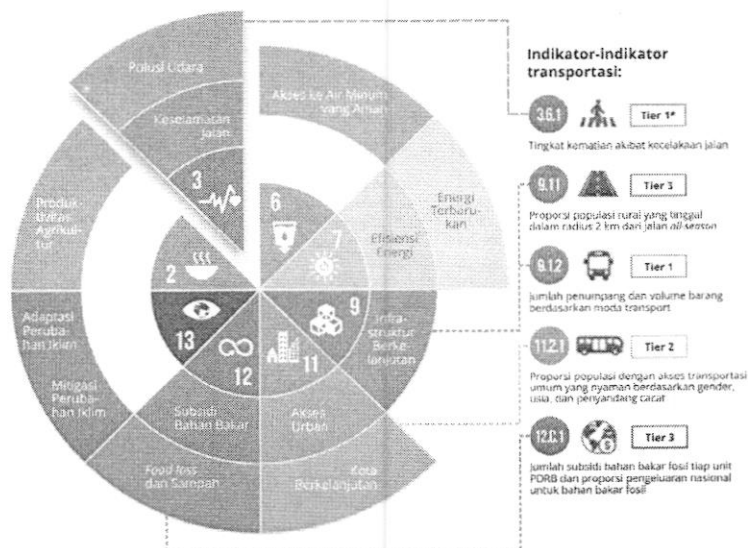 Polusi Udara
Keselamatan
Jalan
3
Akses ke Air Minum
yang Aman
6
Energi
Terbaru-
kan
Efisiensi
Energi
7
Infra-
struktur
Berke-
lanjutan
9
Akses
Urban
Kota
Berkelanjutan
11
Subsidi
Bahan Bakar
Food loss
dan Sampah
12
Adaptasi
Peruba-
han Iklim
Mitigasi
Peruba-
han Iklim
13
Produk-
tivitas
Agrikul-
tur
2
Indikator-indikator
transportasi:
3.6.1
Tier 1*
Tingkat kematian akibat kecelakaan jalan
9.1.1
Tier 3
Proporsi populasi rural yang tinggal
dalam radius 2 km dari jalan all season
9.1.2
Tier 1
Jumlah penumpang dan volume barang
berdasarkan moda transport
11.2.1
Tier 2
Proporsi populasi dengan akses transportasi
umum yang nyaman berdasarkan gender,
usia, dan penyandang cacat
Tier 3
Jumlah subsidi bahan bakar fosil tiap unit
PDRB dan proporsi pengeluaran nasional
untuk bahan bakar fosil